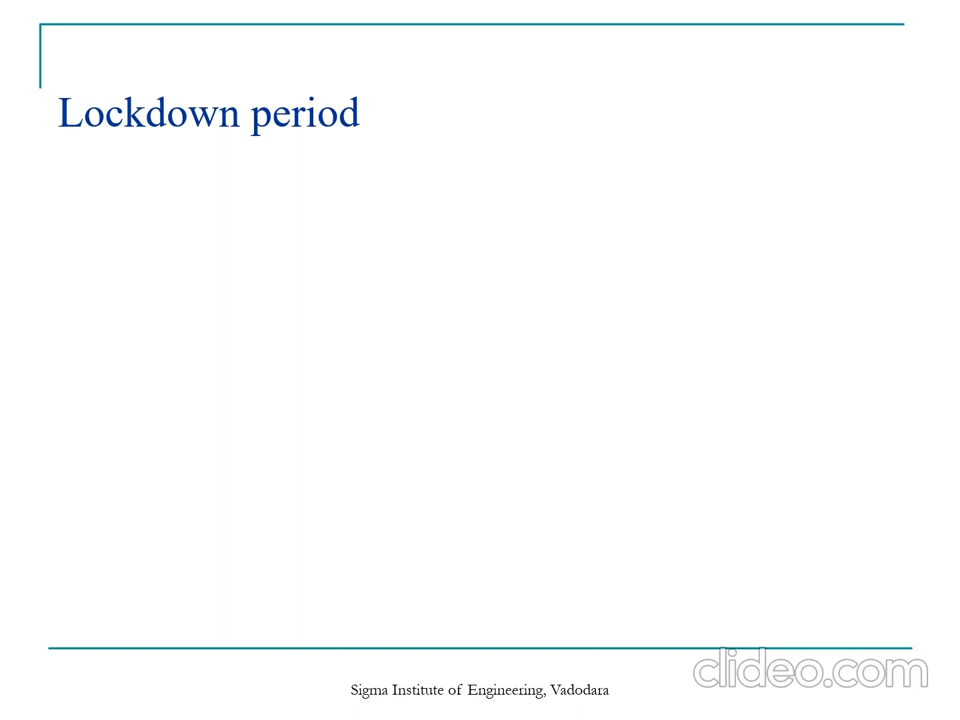 Lockdown period
clideo.com
Sigma Institute of Engineering, Vadodara